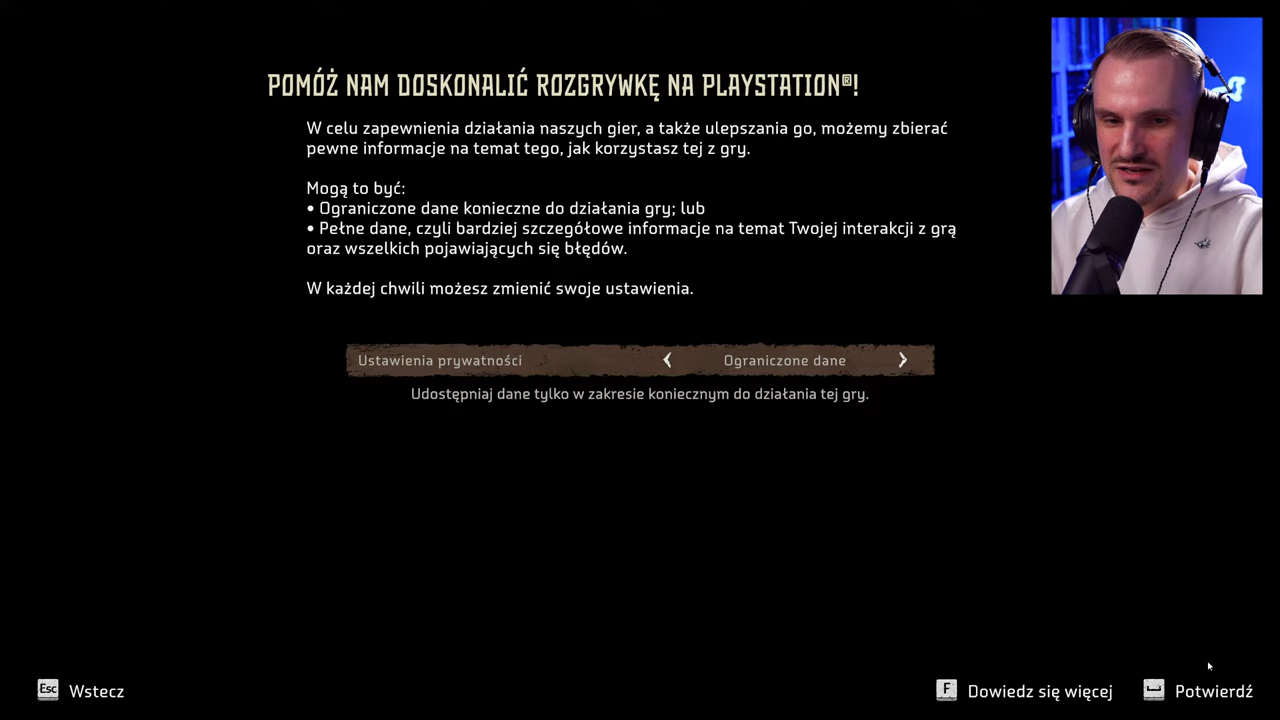 POMÓŻ NAM DOSKONALIĆ ROZGRYWKĘ NA PLAYSTATION®!
W celu zapewnienia działania naszych gier, a także ulepszania go, możemy zbierać
pewne informacje na temat tego, jak korzystasz tej z gry.
Mogą to być:
• Ograniczone dane konieczne do działania gry; lub
• Pełne dane, czyli bardziej szczegółowe informacje na temat Twojej interakcji z grą
oraz wszelkich pojawiających się błędów.
W każdej chwili możesz zmienić swoje ustawienia.
Ustawienia prywatności Ograniczone dane
Udostępniaj dane tylko w zakresie koniecznym do działania tej gry.
Esc Wstecz F Dowiedz się więcej Potwierdź